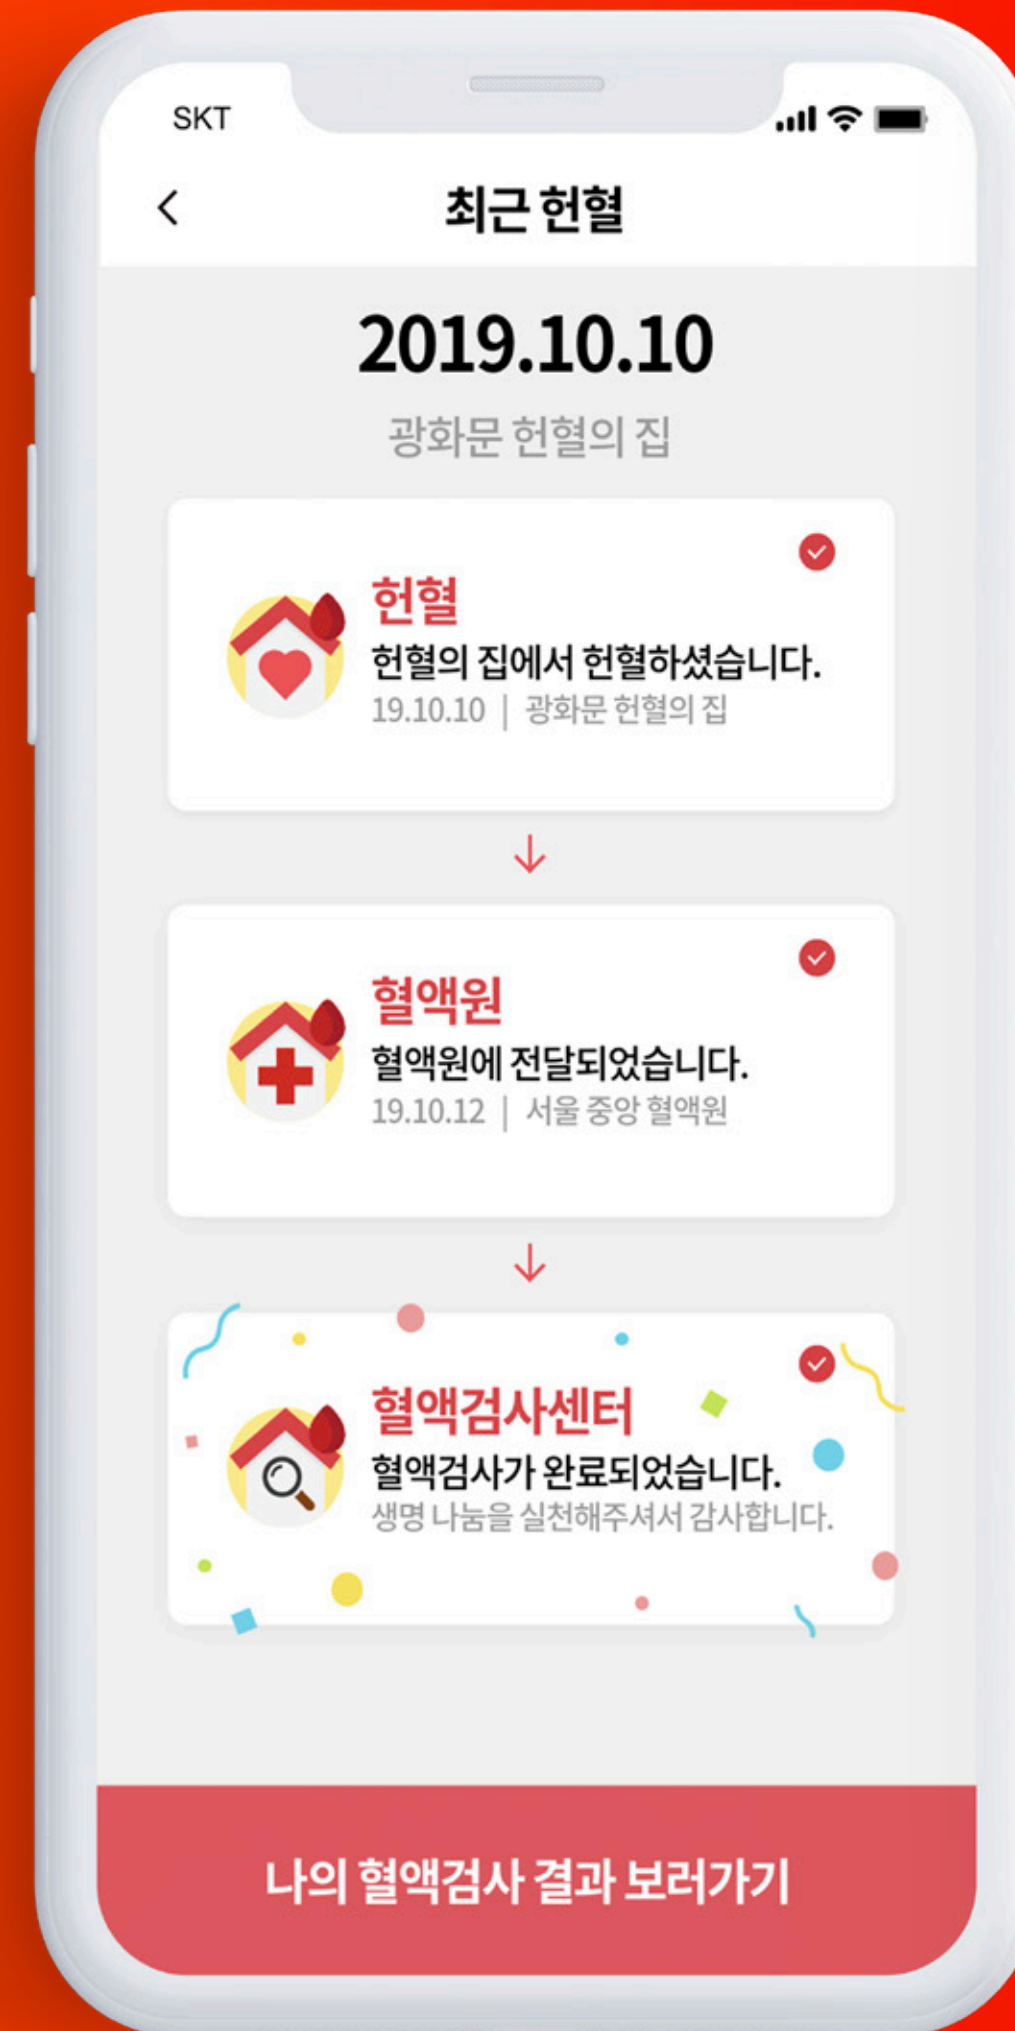 SKT
최근 헌혈
2019.10.10
광화문 헌혈의 집
헌혈
헌혈의 집에서 헌혈하셨습니다.
19.10.10 | 광화문 헌혈의 집
혈액원
혈액원에 전달되었습니다.
19.10.12 | 서울 중앙 혈액원
혈액검사센터
혈액검사가 완료되었습니다.
생명 나눔을 실천해주셔서 감사합니다.
나의 혈액검사 결과 보러가기